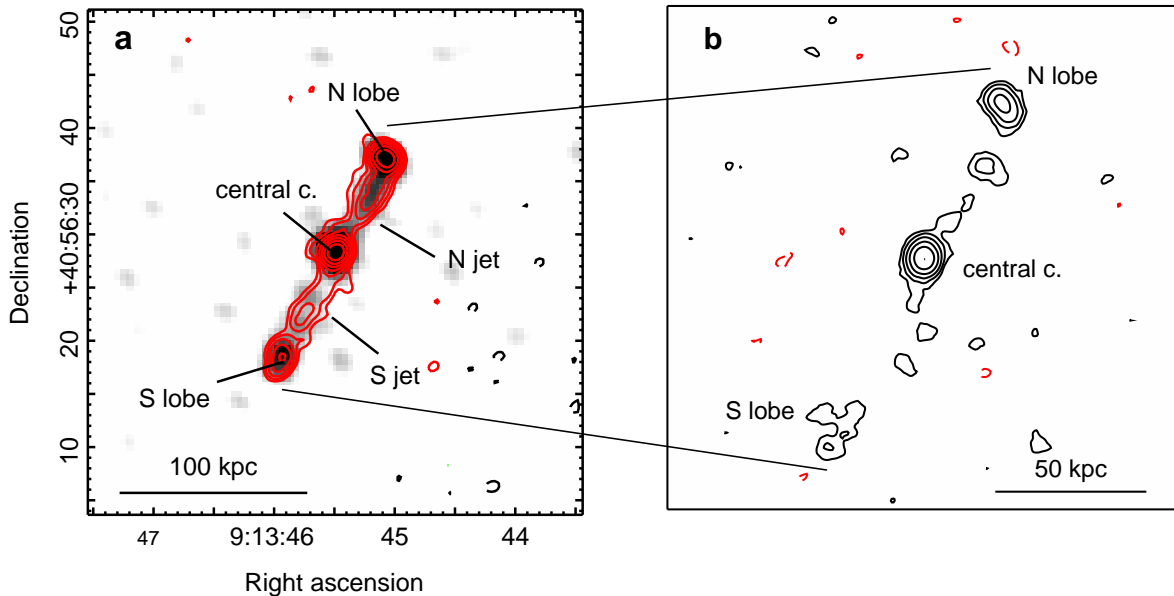 a
50
N lobe
40
central c.
+40:56:30
N jet
Declination
20
S jet
S lobe
10
100 kpc
47
9:13:46
45
44
Right ascension
b
N lobe
central c.
S lobe
50 kpc